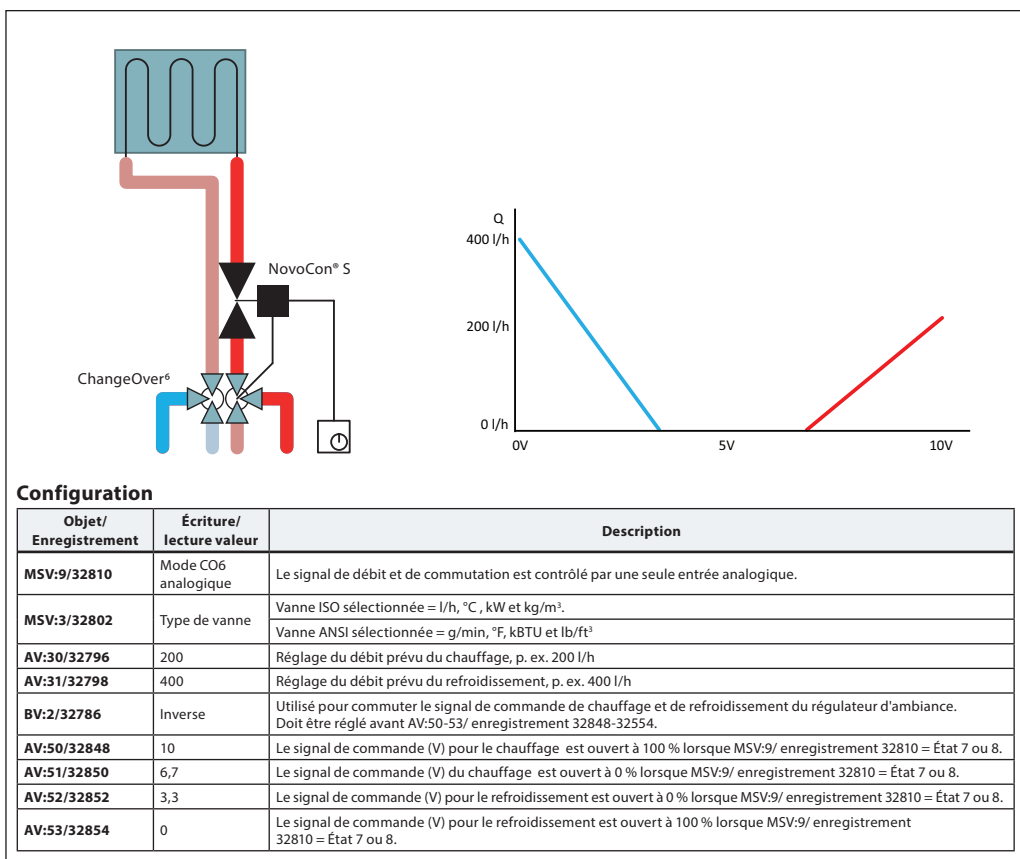 NovoCon® S
ChangeOver⁶
Q
400 l/h
200 l/h
0 l/h
0V
5V
10V
Configuration
Objet/
Enregistrement
Écriture/
lecture valeur
Description
MSV:9/32810
Mode CO6
analogique
Le signal de débit et de commutation est contrôlé par une seule entrée analogique.
MSV:3/32802
Type de vanne
Vanne ISO sélectionnée = l/h, °C , kW et kg/m³.
Vanne ANSI sélectionnée = g/min, °F, kBTU et lb/ft³
AV:30/32796
200
Réglage du débit prévu du chauffage, p. ex. 200 l/h
AV:31/32798
400
Réglage du débit prévu du refroidissement, p. ex. 400 l/h
BV:2/32786
Inverse
Utilisé pour commuter le signal de commande de chauffage et de refroidissement du régulateur d'ambiance.
Doit être réglé avant AV:50-53/ enregistrement 32848-32554.
AV:50/32848
10
Le signal de commande (V) pour le chauffage est ouvert à 100 % lorsque MSV:9/ enregistrement 32810 = État 7 ou 8.
AV:51/32850
6,7
Le signal de commande (V) du chauffage est ouvert à 0 % lorsque MSV:9/ enregistrement 32810 = État 7 ou 8.
AV:52/32852
3,3
Le signal de commande (V) pour le refroidissement est ouvert à 0 % lorsque MSV:9/ enregistrement 32810 = État 7 ou 8.
AV:53/32854
0
Le signal de commande (V) pour le refroidissement est ouvert à 100 % lorsque MSV:9/ enregistrement
32810 = État 7 ou 8.